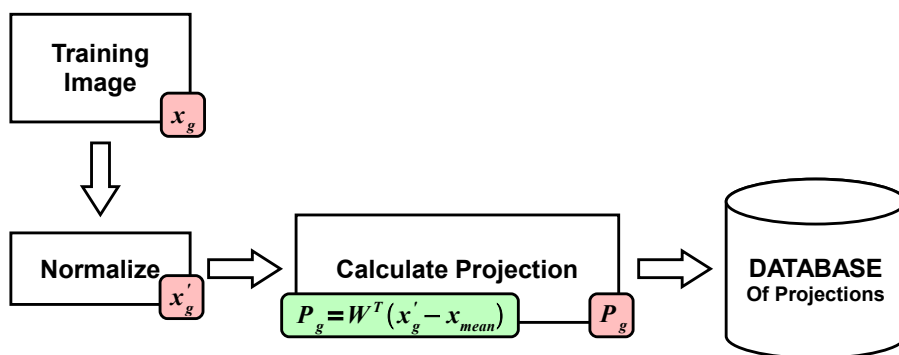 Training
Image
x_g
Normalize
x'_g
Calculate Projection
P_g=W^T(x'_g-x_mean)
P_g
DATABASE
Of Projections